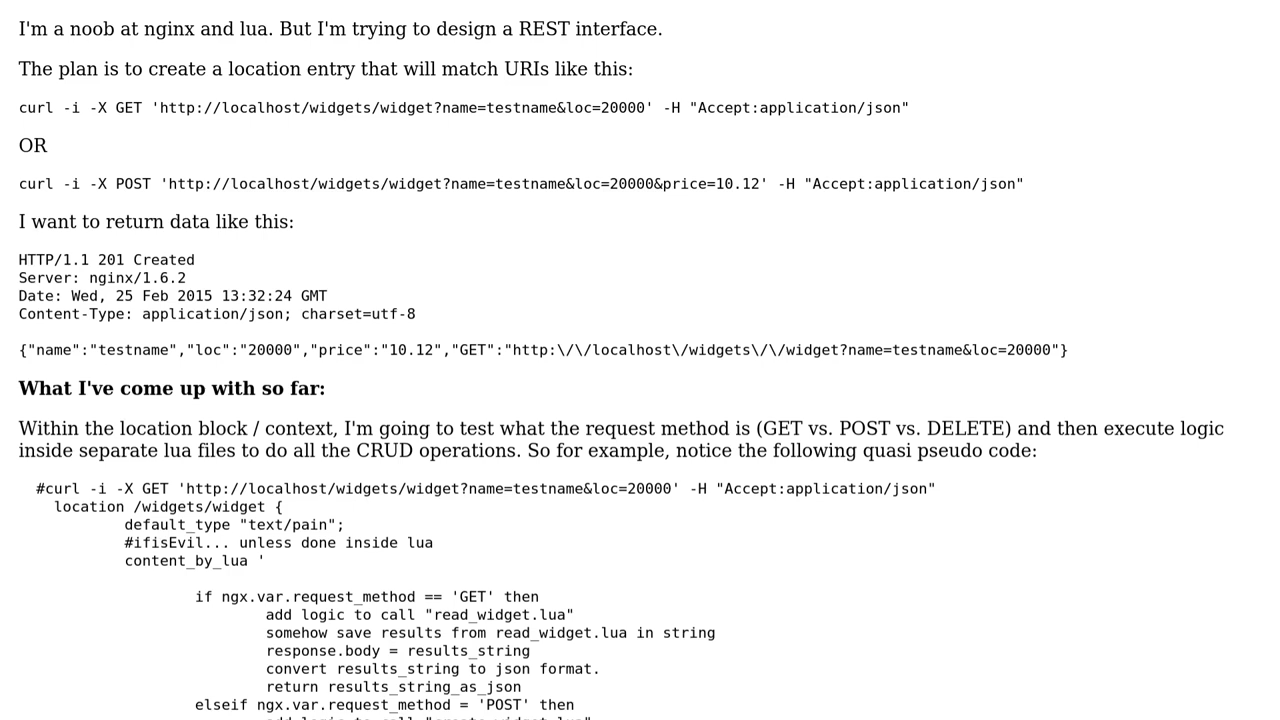 I'm a noob at nginx and lua. But I'm trying to design a REST interface.
The plan is to create a location entry that will match URIs like this:
curl -i -X GET 'http://localhost/widgets/widget?name=testname&loc=20000' -H "Accept:application/json"
OR
curl -i -X POST 'http://localhost/widgets/widget?name=testname&loc=20000&price=10.12' -H "Accept:application/json"
I want to return data like this:
HTTP/1.1 201 Created
Server: nginx/1.6.2
Date: Wed, 25 Feb 2015 13:32:24 GMT
Content-Type: application/json; charset=utf-8
{"name":"testname","loc":"20000","price":"10.12","GET":"http:\/\/localhost\/widgets\/\/widget?name=testname&loc=20000"}
What I've come up with so far:
Within the location block / context, I'm going to test what the request method is (GET vs. POST vs. DELETE) and then execute logic
inside separate lua files to do all the CRUD operations. So for example, notice the following quasi pseudo code:
#curl -i -X GET 'http://localhost/widgets/widget?name=testname&loc=20000' -H "Accept:application/json"
location /widgets/widget {
default_type "text/pain";
#ifisEvil... unless done inside lua
content_by_lua '
if ngx.var.request_method == 'GET' then
add logic to call "read_widget.lua"
somehow save results from read_widget.lua in string
response.body = results_string
convert results_string to json format.
return results_string_as_json
elseif ngx.var.request_method = 'POST' then